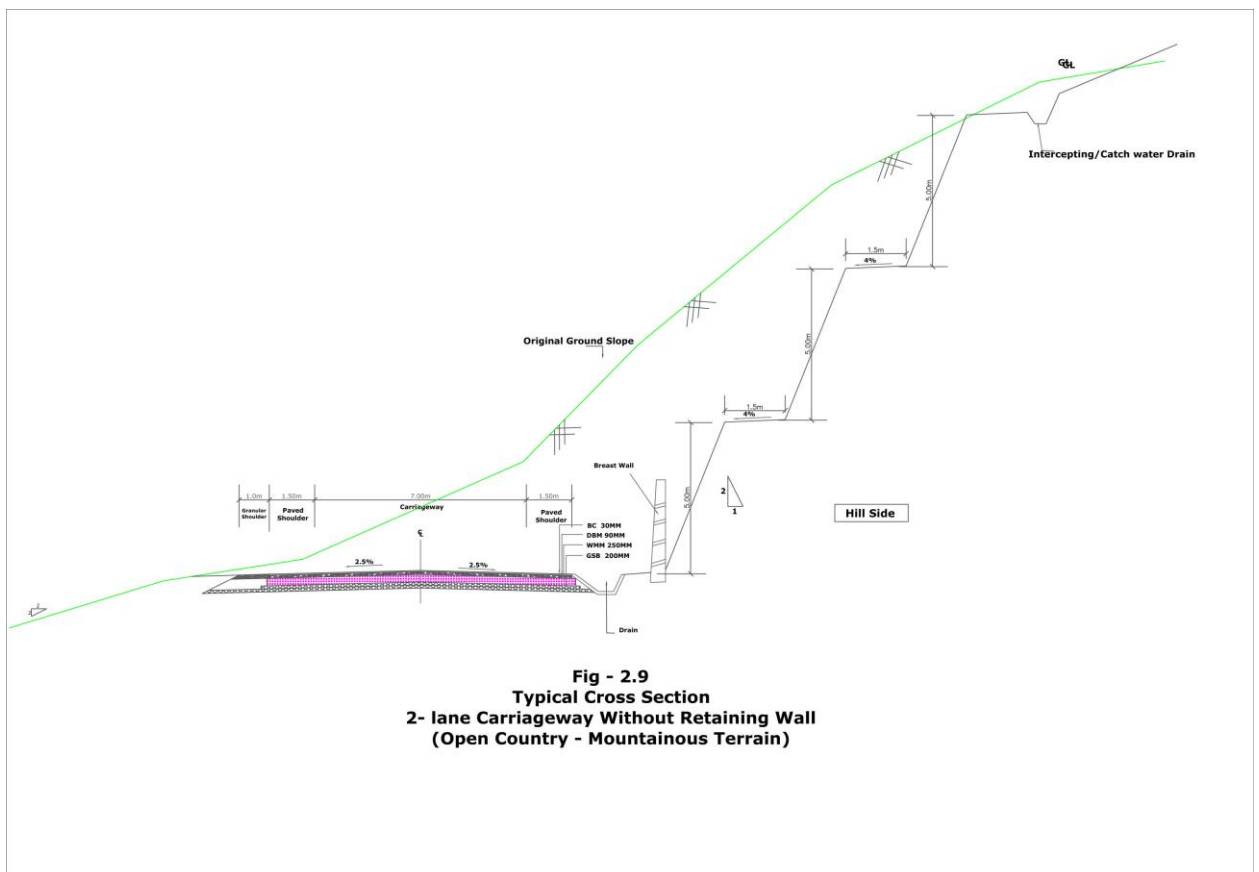 GL
GL
Intercepting/Catch water Drain
5.00m
1.5m
4%
Original Ground Slope
5.00m
1.5m
4%
Breast Wall
5.00m
2
1
Hill Side
1.0m
1.50m
7.00m
1.50m
Granular
Shoulder
Paved
Shoulder
Carriageway
Paved
Shoulder
BC 30MM
DBM 90MM
WMM 250MM
GSB 200MM
2.5%
2.5%
2
Drain
Fig - 2.9
Typical Cross Section
2- lane Carriageway Without Retaining Wall
(Open Country - Mountainous Terrain)